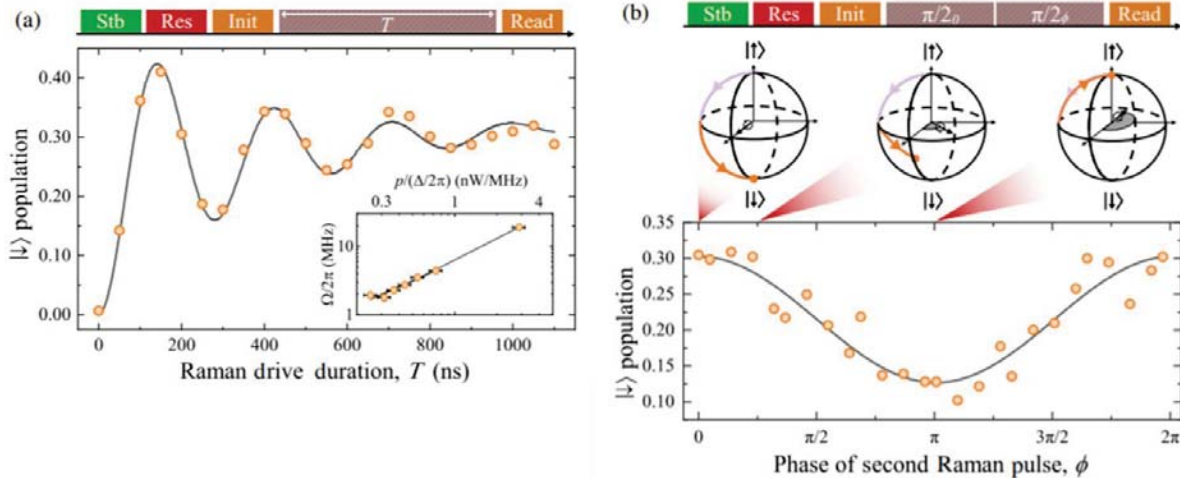 (a)
Stb Res Init T Read
|↓⟩ population
0.40
0.30
0.20
0.10
0.00
p/(Δ/2π) (nW/MHz)
0.3 1 4
Ω/2π (MHz)
10
1
0 200 400 600 800 1000
Raman drive duration, T (ns)
(b)
Stb Res Init π/2₀ π/2ϕ Read
|↑⟩ |↑⟩ |↑⟩
|↓⟩ |↓⟩ |↓⟩
|↓⟩ population
0.35
0.30
0.25
0.20
0.15
0.10
0 π/2 π 3π/2 2π
Phase of second Raman pulse, ϕ